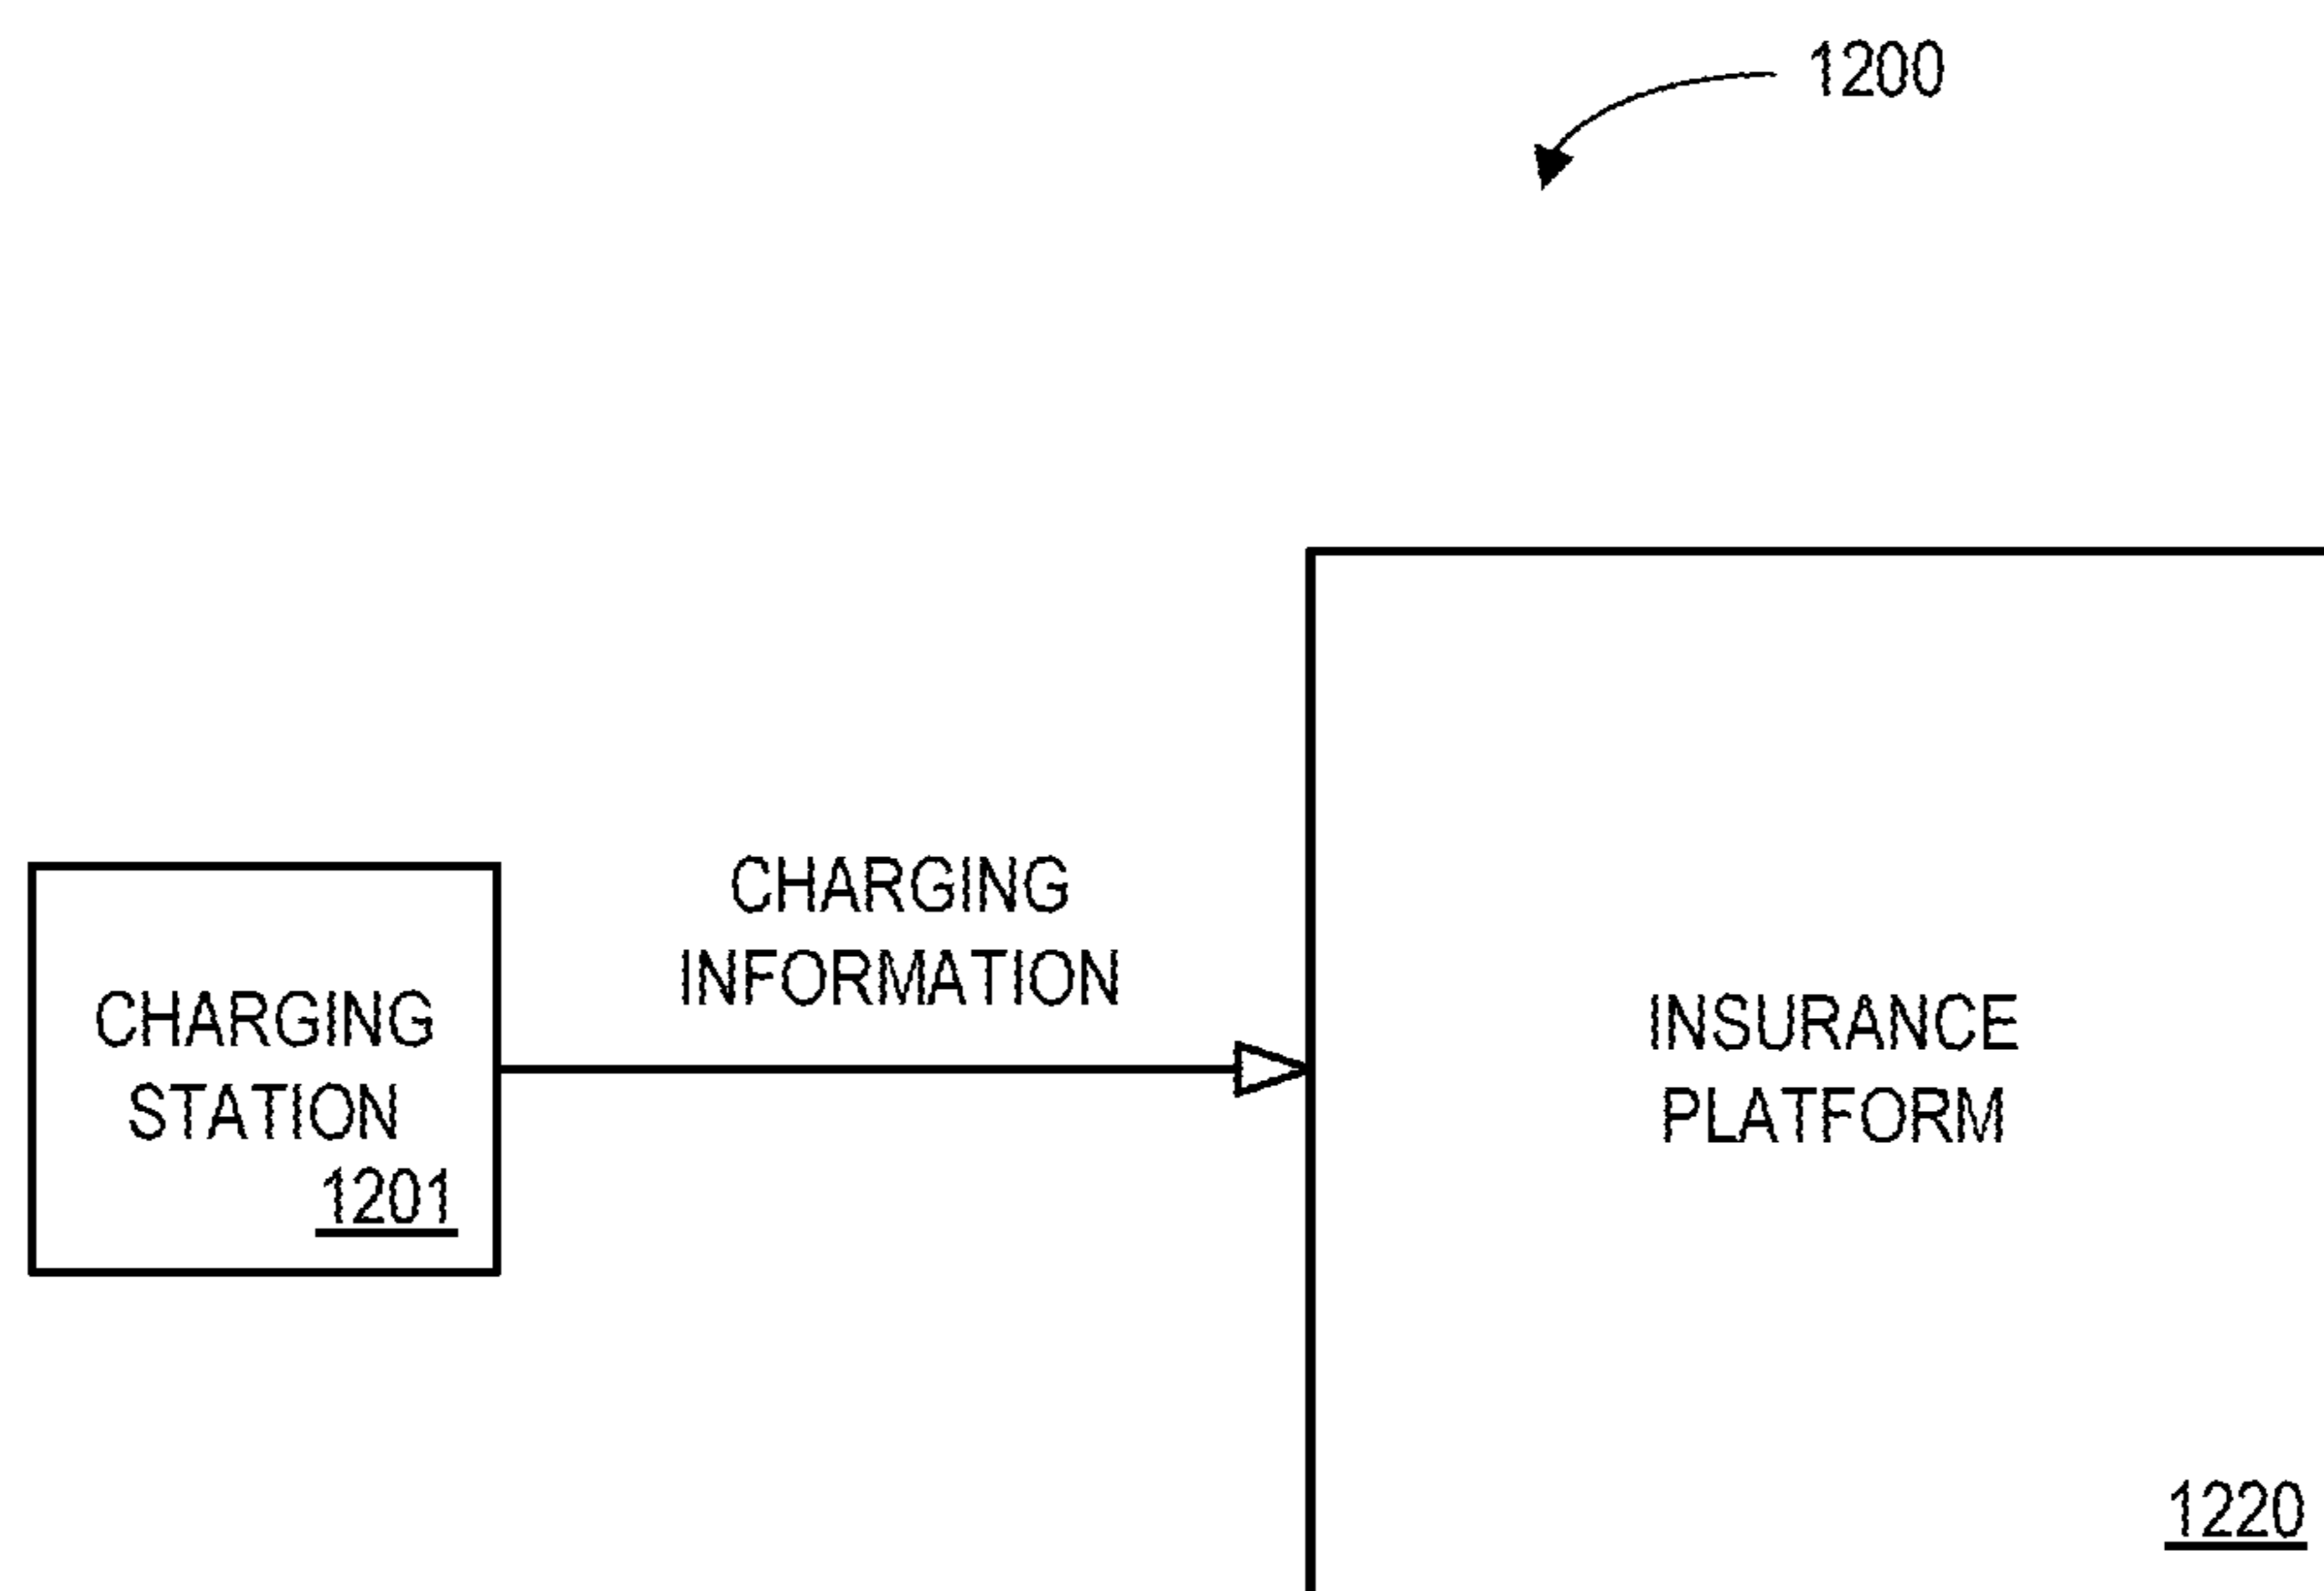 1200
CHARGING
INFORMATION
CHARGING
STATION
1201
INSURANCE
PLATFORM
1220